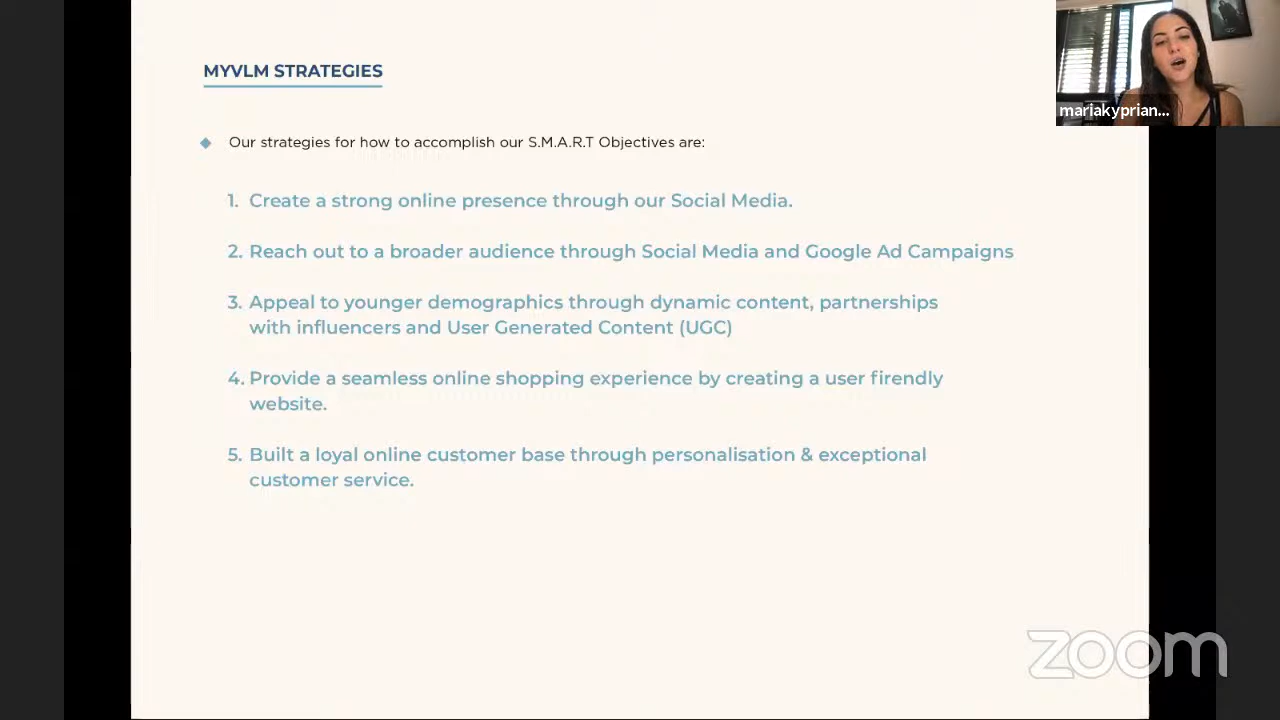 MYVLM STRATEGIES
mariakyprian...
Our strategies for how to accomplish our S.M.A.R.T Objectives are:
1. Create a strong online presence through our Social Media.
2. Reach out to a broader audience through Social Media and Google Ad Campaigns
3. Appeal to younger demographics through dynamic content, partnerships
with influencers and User Generated Content (UGC)
4. Provide a seamless online shopping experience by creating a user firendly
website.
5. Built a loyal online customer base through personalisation & exceptional
customer service.
zoom